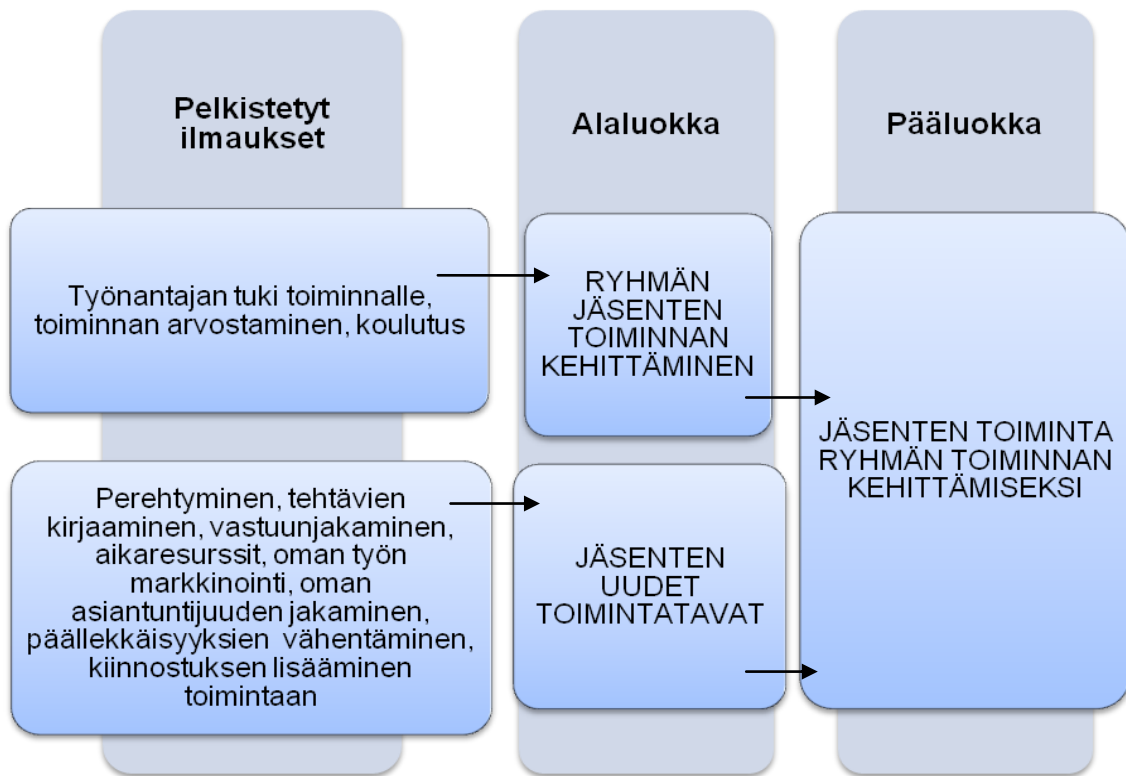 Pelkistetyt
ilmaukset
Alaluokka
Pääluokka
Työnantajan tuki toiminnalle,
toiminnan arvostaminen, koulutus
RYHMÄN
JÄSENTEN
TOIMINNAN
KEHITTÄMINEN
JÄSENTEN TOIMINTA
RYHMÄN TOIMINNAN
KEHITTÄMISEKSI
Perehtyminen, tehtävien
kirjaaminen, vastuunjakaminen,
aikaresurssit, oman työn
markkinointi, oman
asiantuntijuuden jakaminen,
päällekkäisyyksien vähentäminen,
kiinnostuksen lisääminen
toimintaan
JÄSENTEN
UUDET
TOIMINTATAVAT